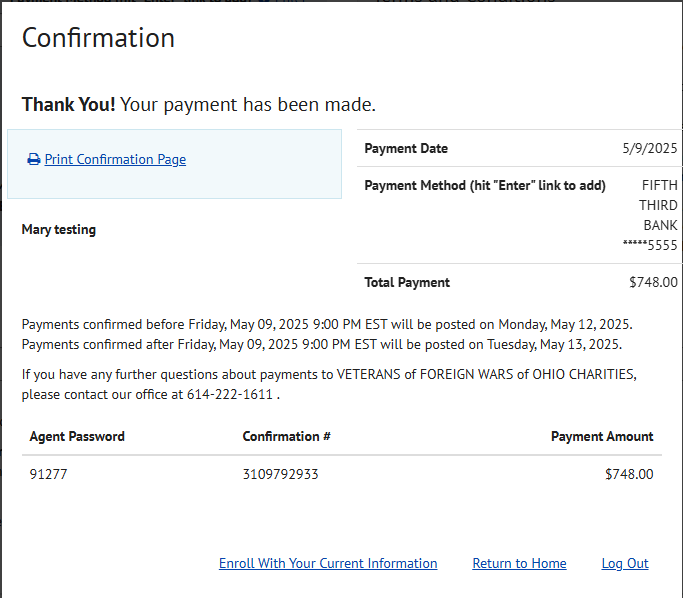 Confirmation
Thank You! Your payment has been made.
Print Confirmation Page
Mary testing
Payment Date 5/9/2025
Payment Method (hit "Enter" link to add) FIFTH
THIRD
BANK
*****5555
Total Payment $748.00
Payments confirmed before Friday, May 09, 2025 9:00 PM EST will be posted on Monday, May 12, 2025.
Payments confirmed after Friday, May 09, 2025 9:00 PM EST will be posted on Tuesday, May 13, 2025.
If you have any further questions about payments to VETERANS of FOREIGN WARS of OHIO CHARITIES,
please contact our office at 614-222-1611 .
Agent Password Confirmation # Payment Amount
91277 3109792933 $748.00
Enroll With Your Current Information Return to Home Log Out